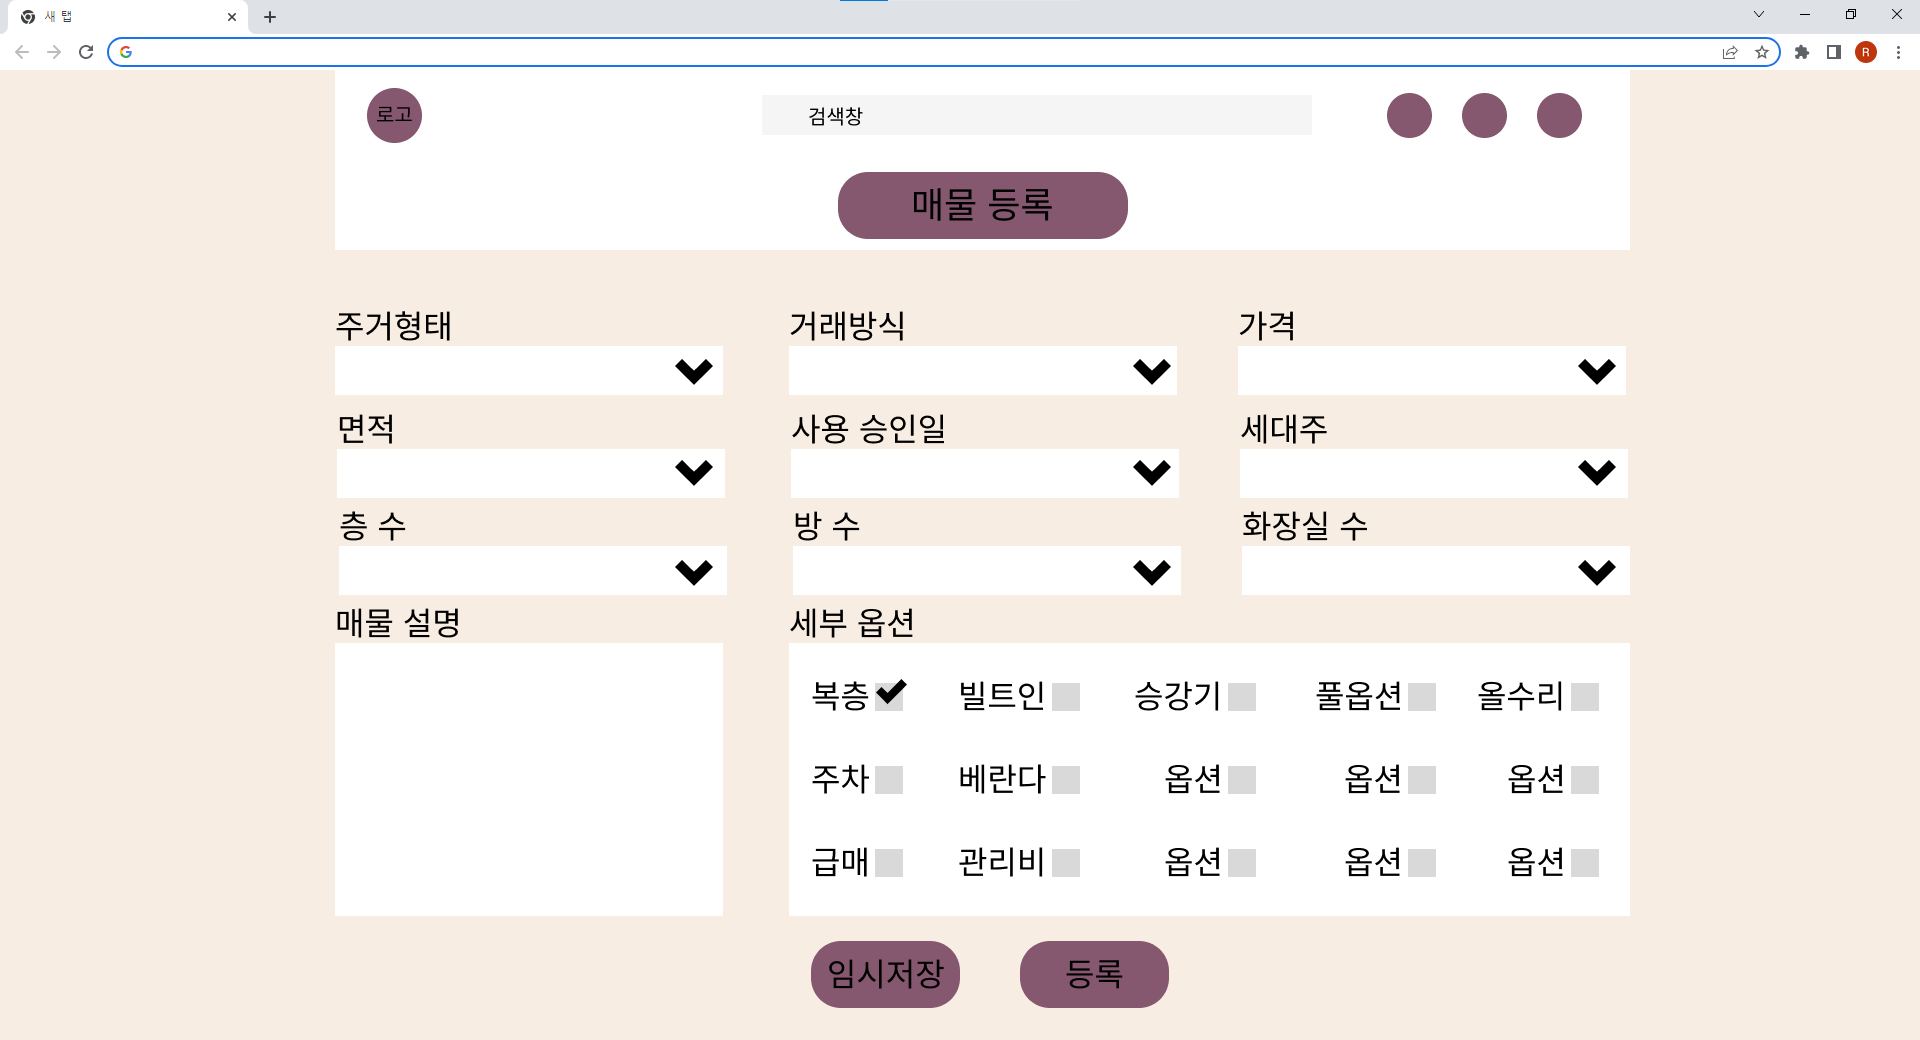 새 탭
R
로고
검색창
매물 등록
주거형태 거래방식 가격
면적 사용 승인일 세대주
층 수 방 수 화장실 수
매물 설명 세부 옵션
복층 빌트인 승강기 풀옵션 올수리
주차 베란다 옵션 옵션 옵션
급매 관리비 옵션 옵션 옵션
임시저장 등록